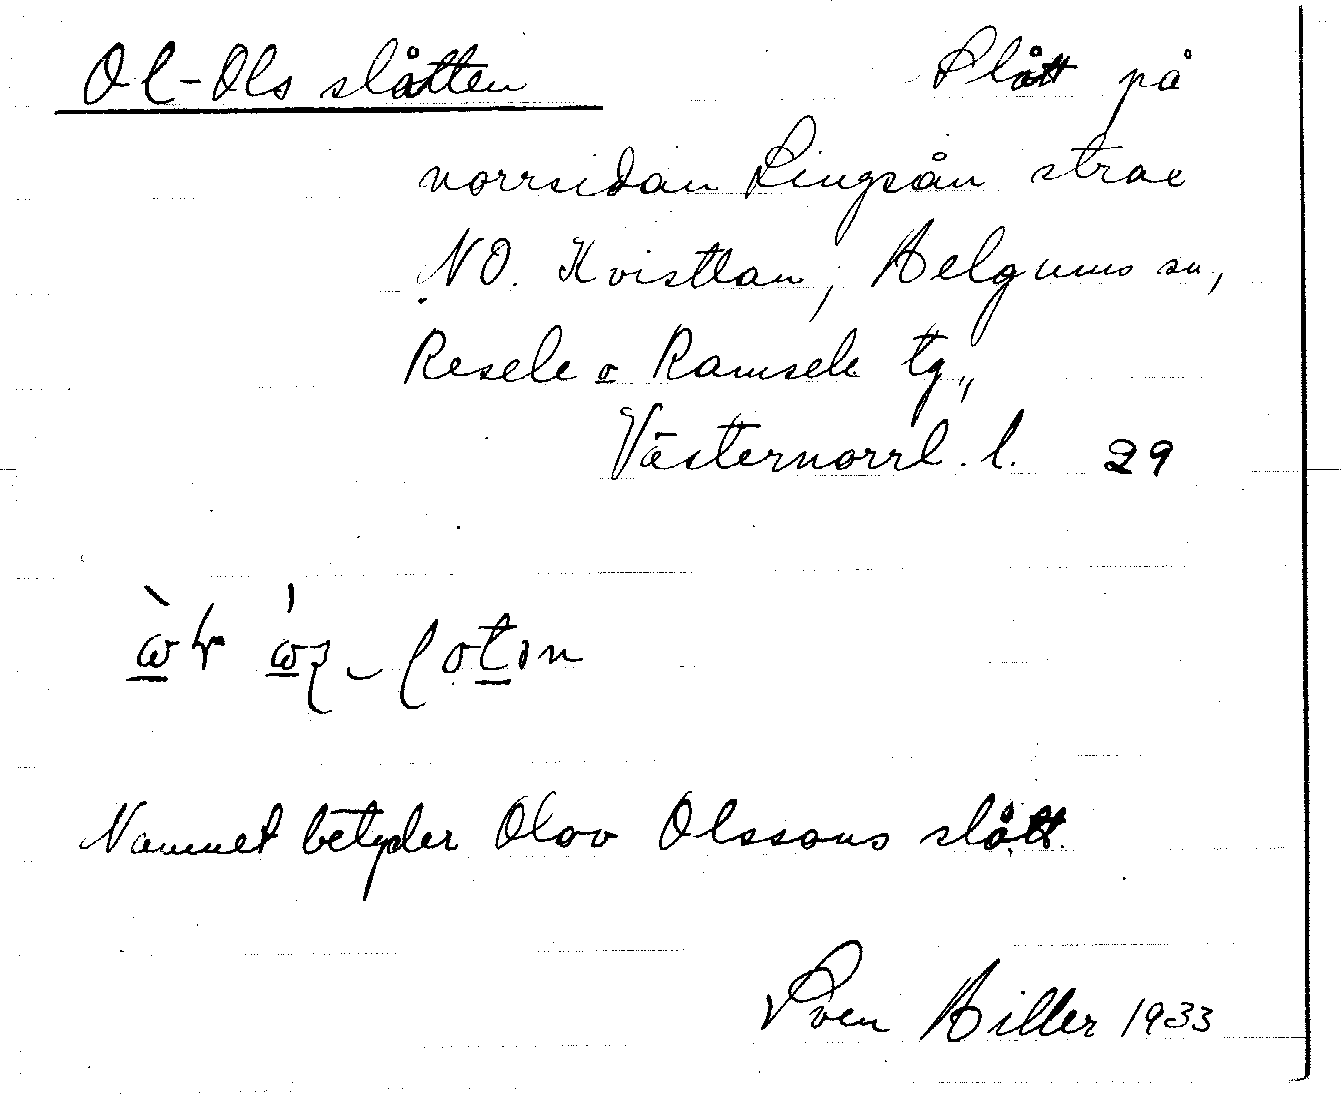 Ol-Ols slåtten Slått på
norrsidan Singsån strax
NO. Kvistlan, Helgums sn,
Resele o Ramsele tg,,
Västernorrl. l. 29
Namnet betyder Olov Olssons slått.
Sven Hiller 1933